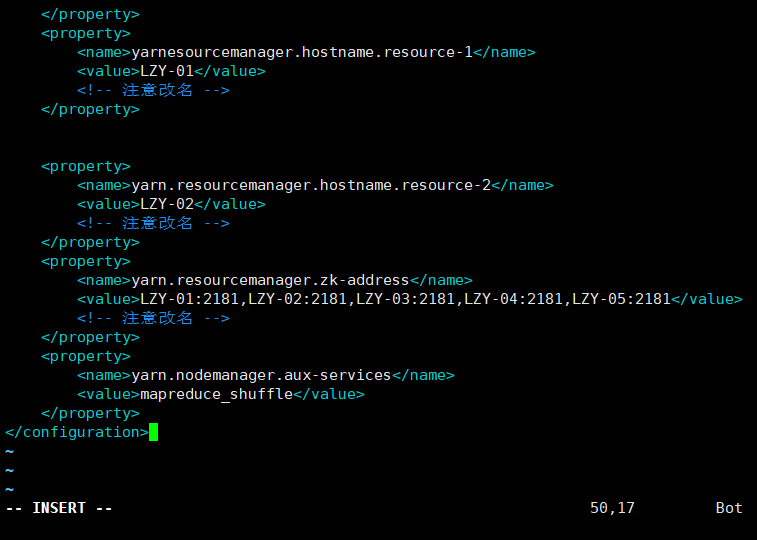 </property>
    <property>
        <name>yarnesourcemanager.hostname.resource-1</name>
        <value>LZY-01</value>
        <!-- 注意改名 -->
    </property>
    <property>
        <name>yarn.resourcemanager.hostname.resource-2</name>
        <value>LZY-02</value>
        <!-- 注意改名 -->
    </property>
    <property>
        <name>yarn.resourcemanager.zk-address</name>
        <value>LZY-01:2181,LZY-02:2181,LZY-03:2181,LZY-04:2181,LZY-05:2181</value>
        <!-- 注意改名 -->
    </property>
    <property>
        <name>yarn.nodemanager.aux-services</name>
        <value>mapreduce_shuffle</value>
    </property>
</configuration>
~
~
~
-- INSERT -- 50,17 Bot